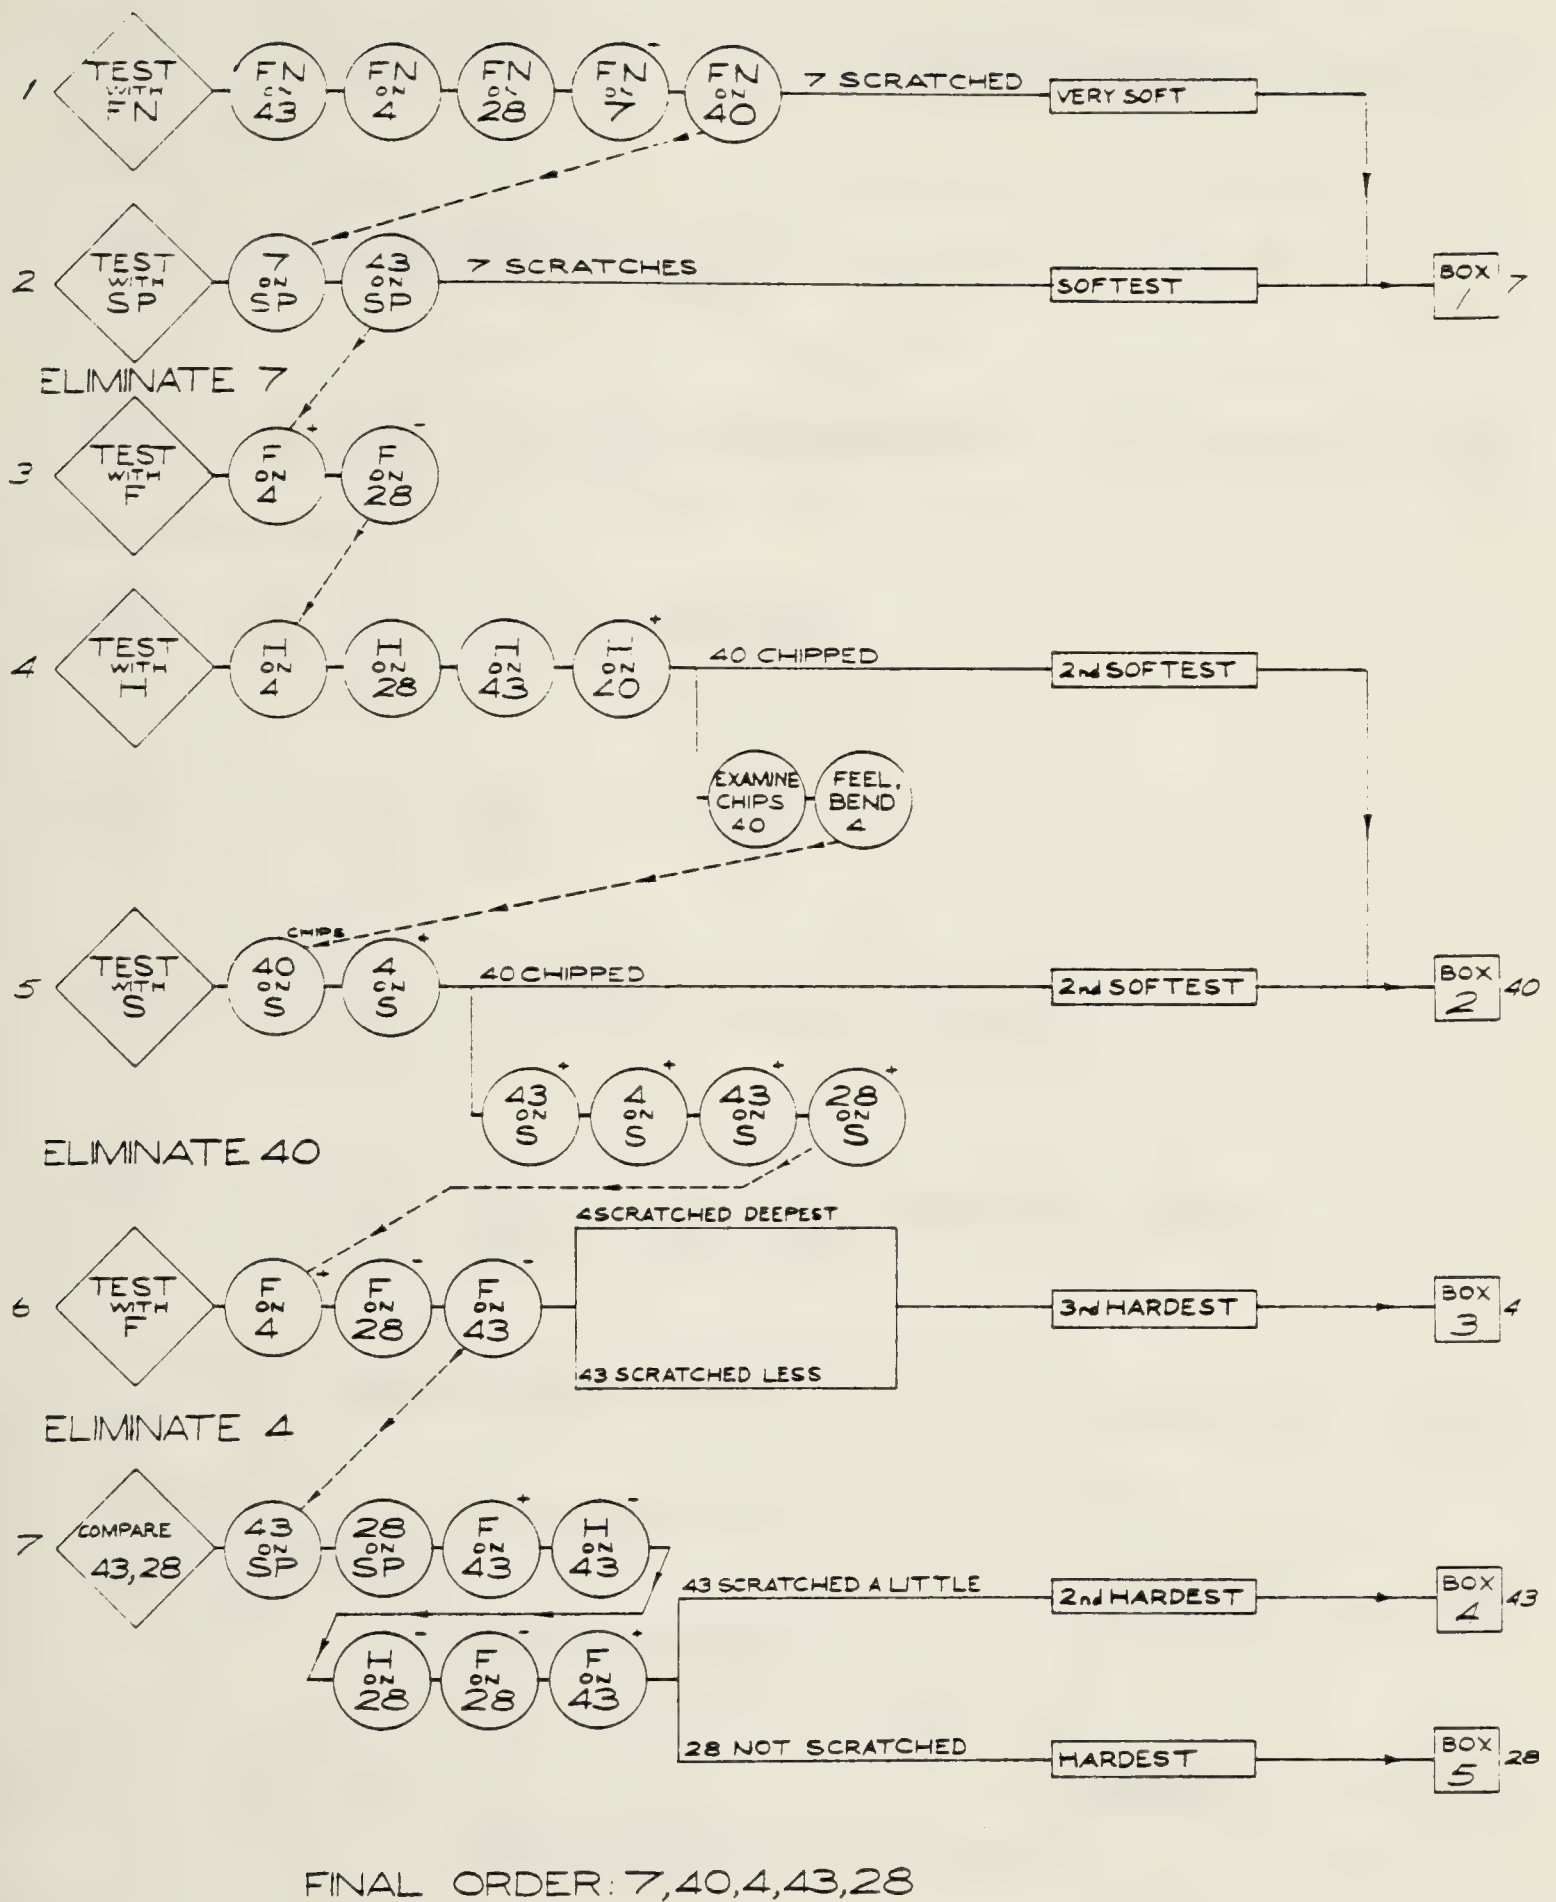 1
TEST
WITH
FN
FN
ON
43
FN
ON
4
FN
ON
28
FN
ON
7
-
FN
ON
40
7 SCRATCHED
VERY SOFT
2
TEST
WITH
SP
7
ON
SP
43
ON
SP
7 SCRATCHES
SOFTEST
BOX
1
7
ELIMINATE 7
3
TEST
WITH
F
F
ON
4
+
F
ON
28
-
4
TEST
WITH
H
H
ON
4
H
ON
28
H
ON
43
H
ON
40
+
40 CHIPPED
2nd SOFTEST
EXAMINE
CHIPS
40
FEEL,
BEND
4
5
TEST
WITH
S
CHIPS
40
ON
S
4
ON
S
+
40 CHIPPED
2nd SOFTEST
BOX
2
40
43
ON
S
+
4
ON
S
+
43
ON
S
+
28
ON
S
+
ELIMINATE 40
6
TEST
WITH
F
F
ON
4
+
F
ON
28
-
F
ON
43
-
4 SCRATCHED DEEPEST
43 SCRATCHED LESS
3rd HARDEST
BOX
3
4
ELIMINATE 4
7
COMPARE
43,28
43
ON
SP
28
ON
SP
F
ON
43
+
H
ON
43
-
H
ON
28
-
F
ON
28
-
F
ON
43
+
43 SCRATCHED A LITTLE
2nd HARDEST
BOX
4
43
28 NOT SCRATCHED
HARDEST
BOX
5
28
FINAL ORDER: 7,40,4,43,28